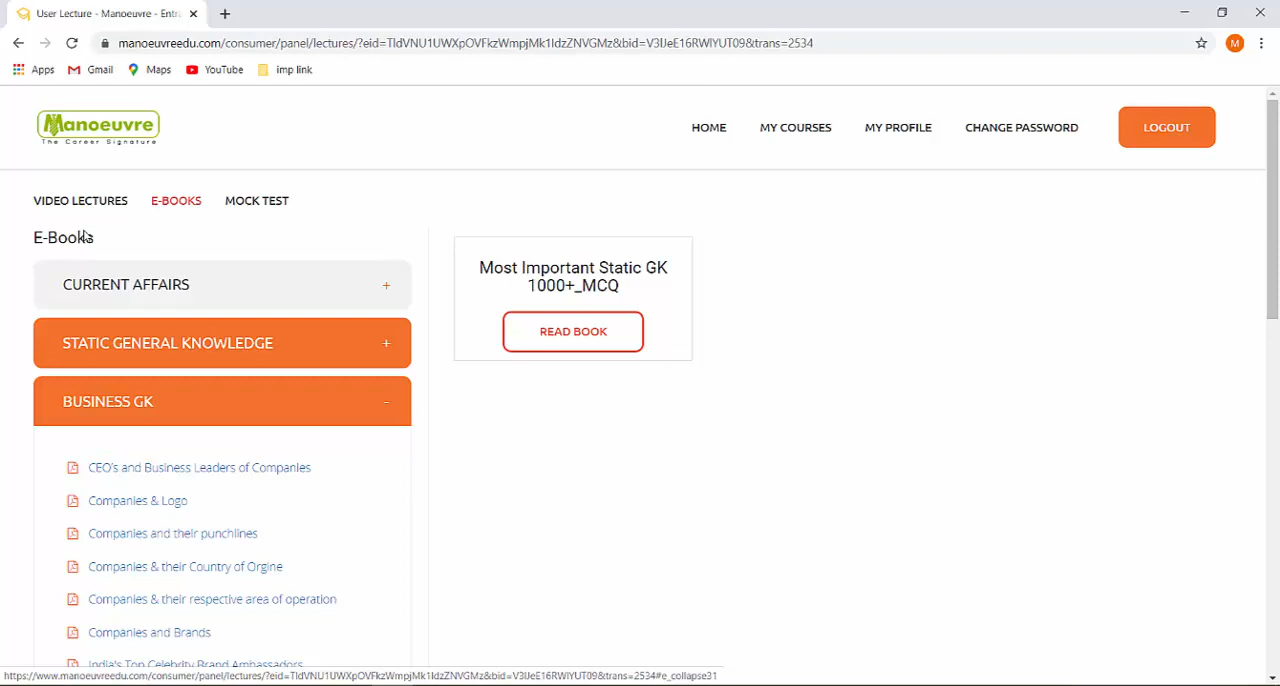 User Lecture - Manoeuvre - Entr
manoeuvreedu.com/consumer/panel/lectures/?eid=TldVNU1UWXpOVFkzWmpjMk1IdzZNVGMz&bid=V3lJeE16RWlYUT09&trans=2534
M
Apps
Gmail
Maps
YouTube
imp link
Manoeuvre
The Career Signature
HOME
MY COURSES
MY PROFILE
CHANGE PASSWORD
LOGOUT
VIDEO LECTURES
E-BOOKS
MOCK TEST
E-Books
CURRENT AFFAIRS +
STATIC GENERAL KNOWLEDGE +
BUSINESS GK -
CEO's and Business Leaders of Companies
Companies & Logo
Companies and their punchlines
Companies & their Country of Orgine
Companies & their respective area of operation
Companies and Brands
India's Top Celebrity Brand Ambassadors
Most Important Static GK
1000+_MCQ
READ BOOK
https://www.manoeuvreedu.com/consumer/panel/lectures/?eid=TldVNU1UWXpOVFkzWmpjMk1IdzZNVGMz&bid=V3lJeE16RWlYUT09&trans=2534#e_collapse31